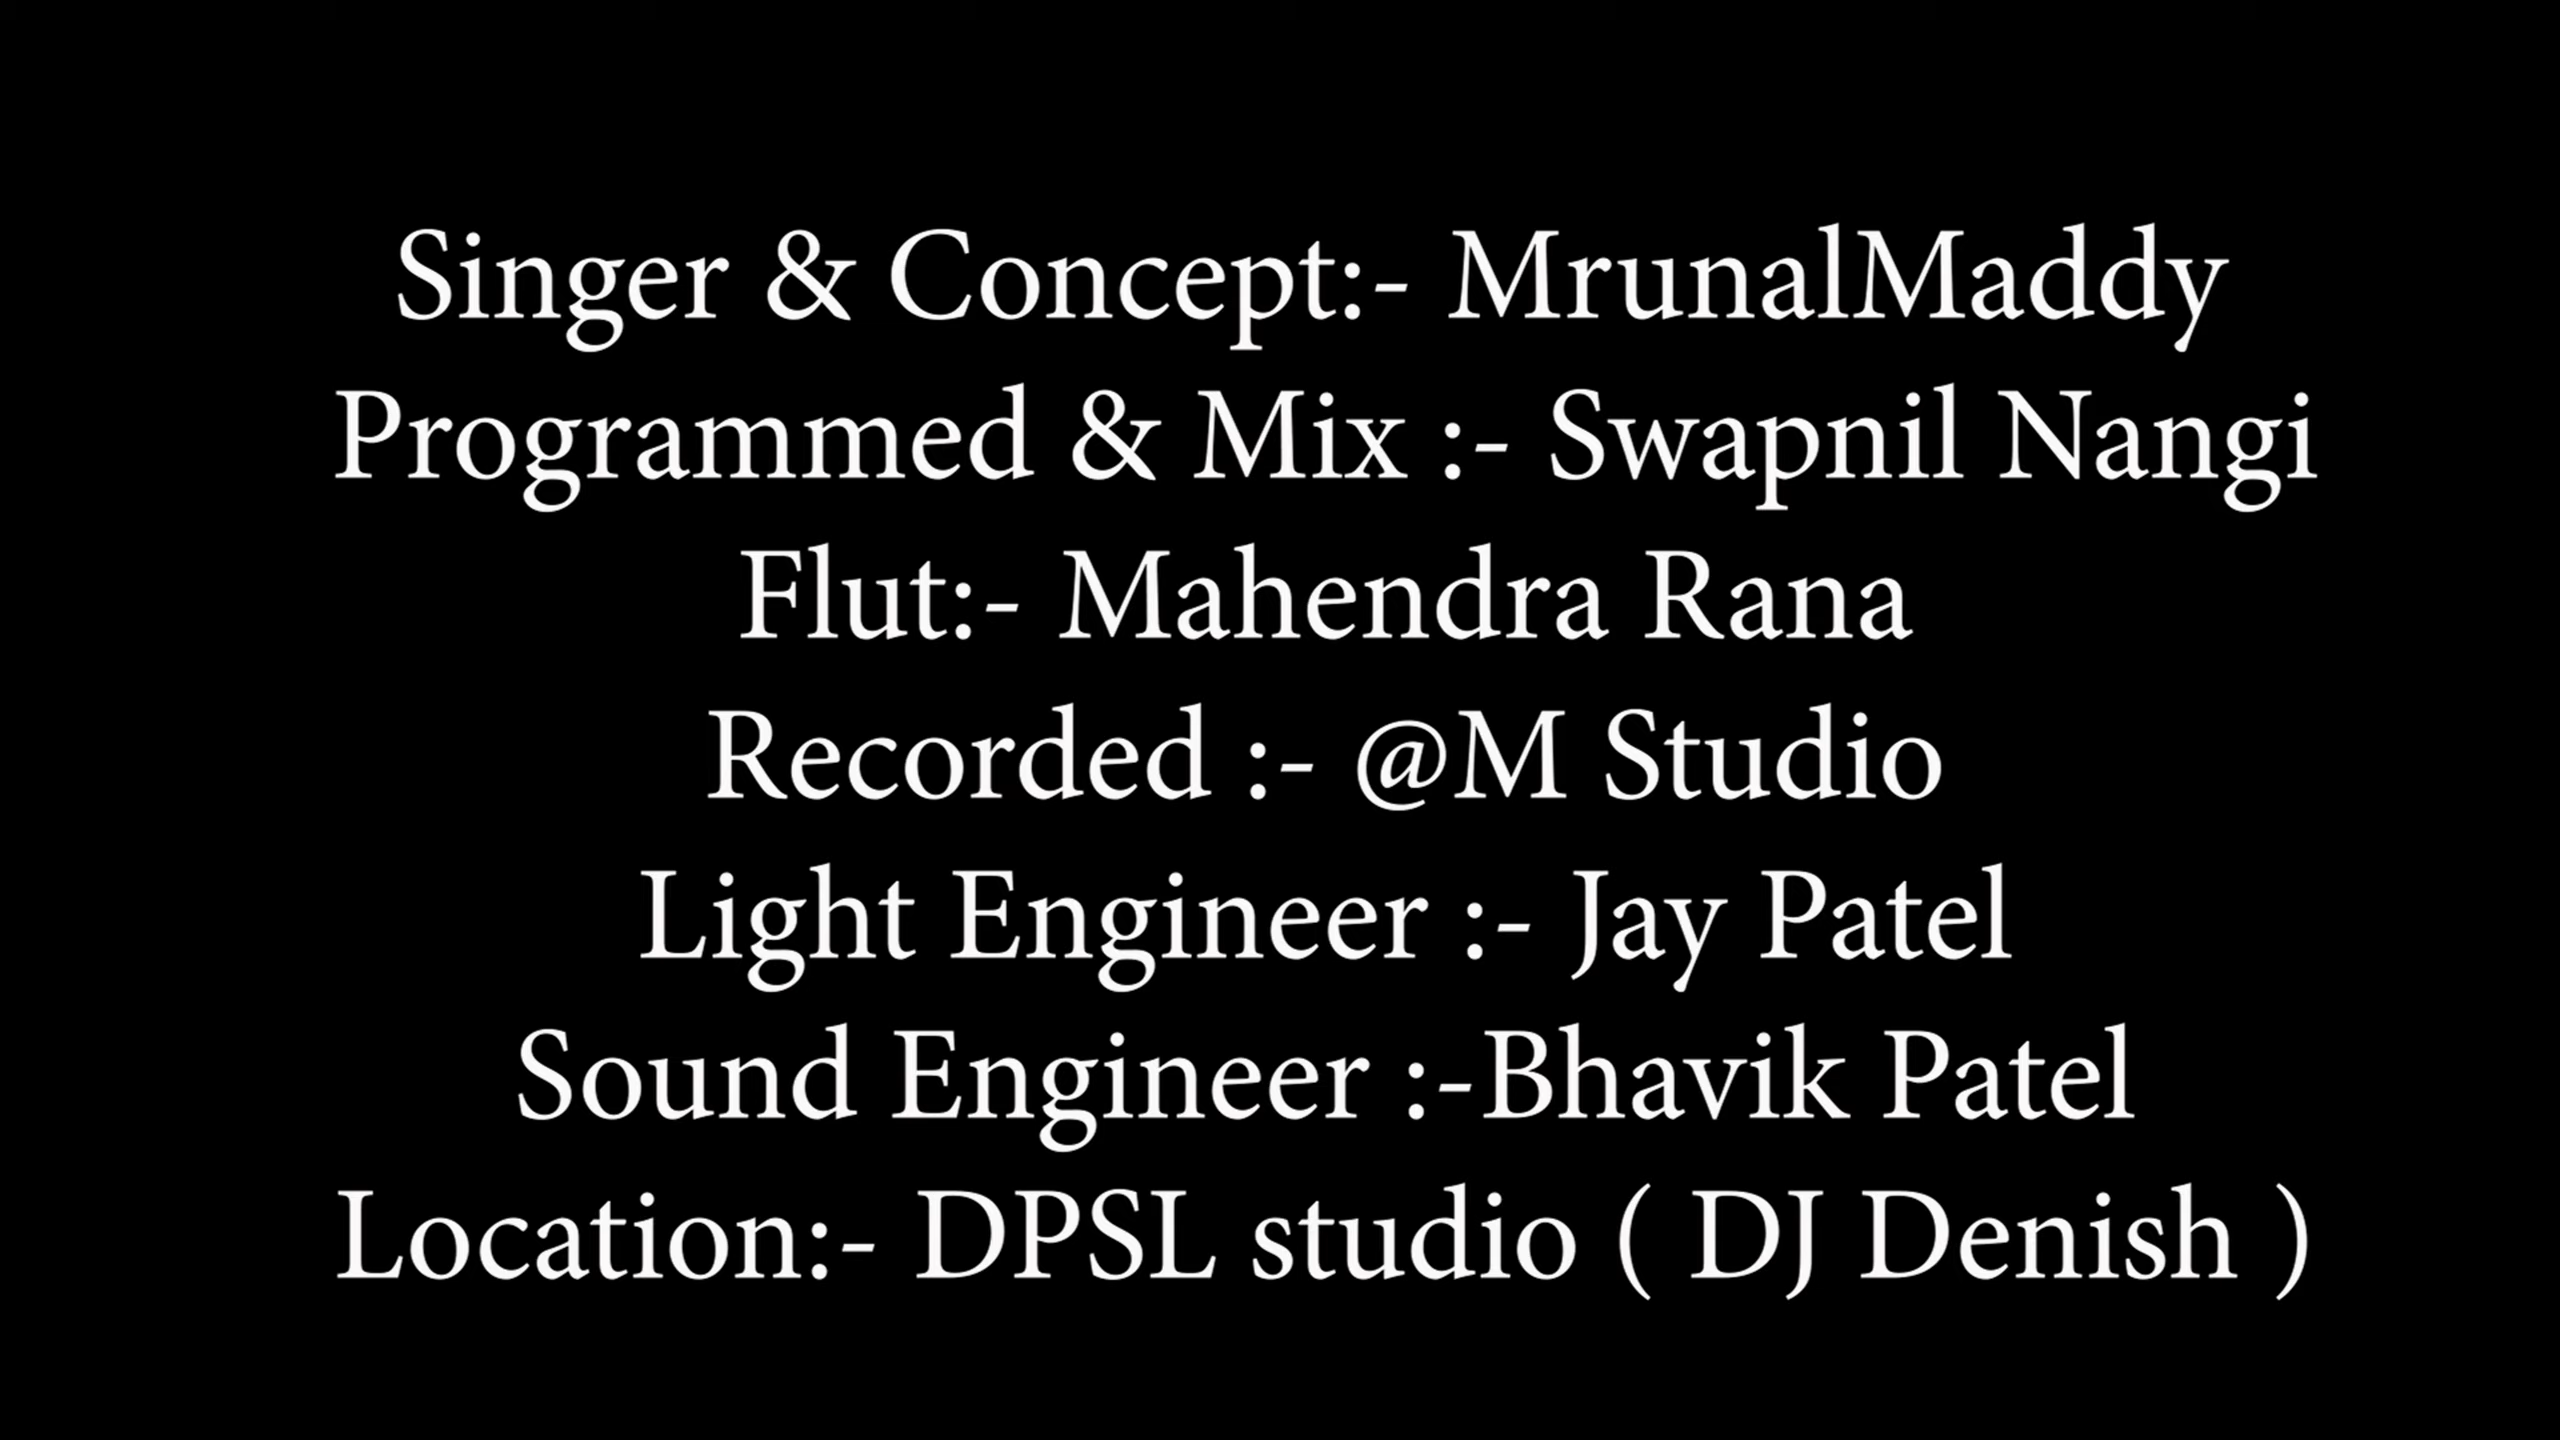 Singer & Concept:- MrunalMaddy
Programmed & Mix :- Swapnil Nangi
Flut:- Mahendra Rana
Recorded :- @M Studio
Light Engineer :- Jay Patel
Sound Engineer :-Bhavik Patel
Location:- DPSL studio ( DJ Denish )